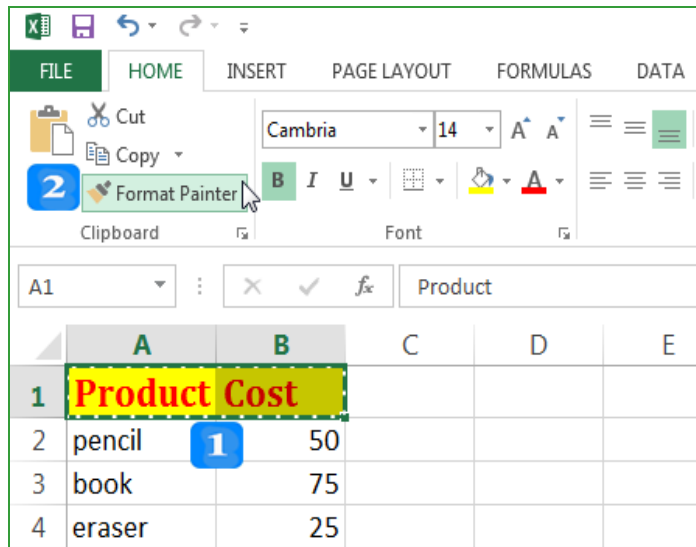 FILE HOME INSERT PAGE LAYOUT FORMULAS DATA
Cut
Copy
Format Painter
2
Clipboard
Cambria 14 A A
B I U A
Font
A1 fx Product
A B C D E
1 Product Cost
1
2 pencil 50
3 book 75
4 eraser 25